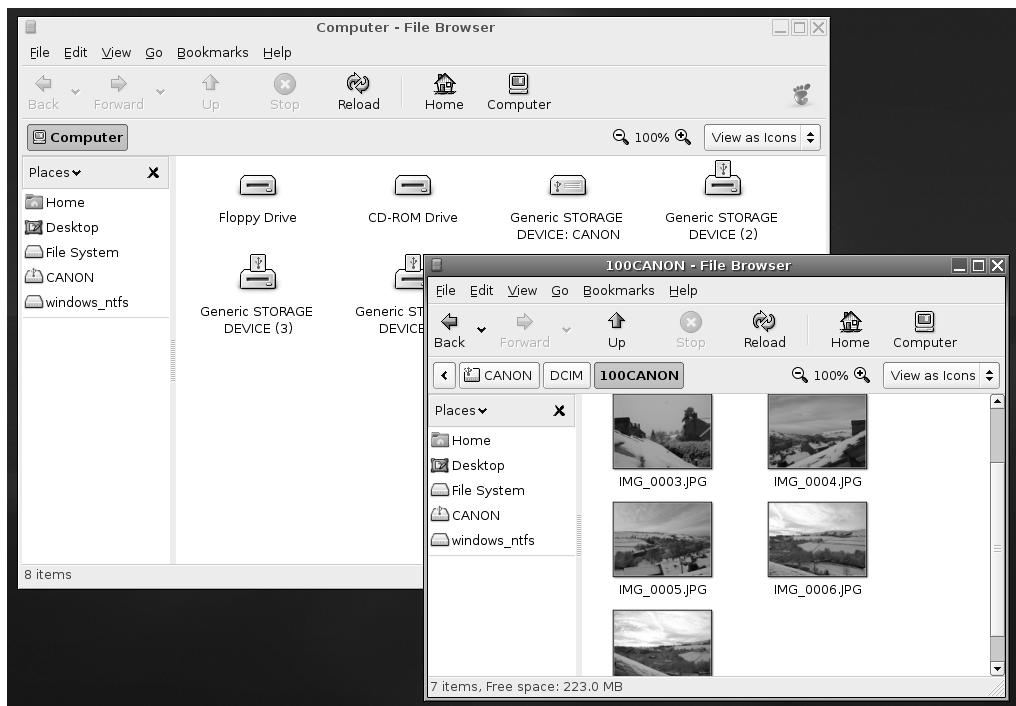 Computer - File Browser
File Edit View Go Bookmarks Help
Back Forward Up Stop Reload Home Computer
Computer 100% View as Icons
Places
Home
Desktop
File System
CANON
windows_ntfs
Floppy Drive
CD-ROM Drive
Generic STORAGE
DEVICE: CANON
Generic STORAGE
DEVICE (2)
Generic STORAGE
DEVICE (3)
Generic ST
DEVICE
8 items
100CANON - File Browser
File Edit View Go Bookmarks Help
Back Forward Up Stop Reload Home Computer
CANON DCIM 100CANON 100% View as Icons
Places
Home
Desktop
File System
CANON
windows_ntfs
IMG_0003.JPG
IMG_0004.JPG
IMG_0005.JPG
IMG_0006.JPG
7 items, Free space: 223.0 MB